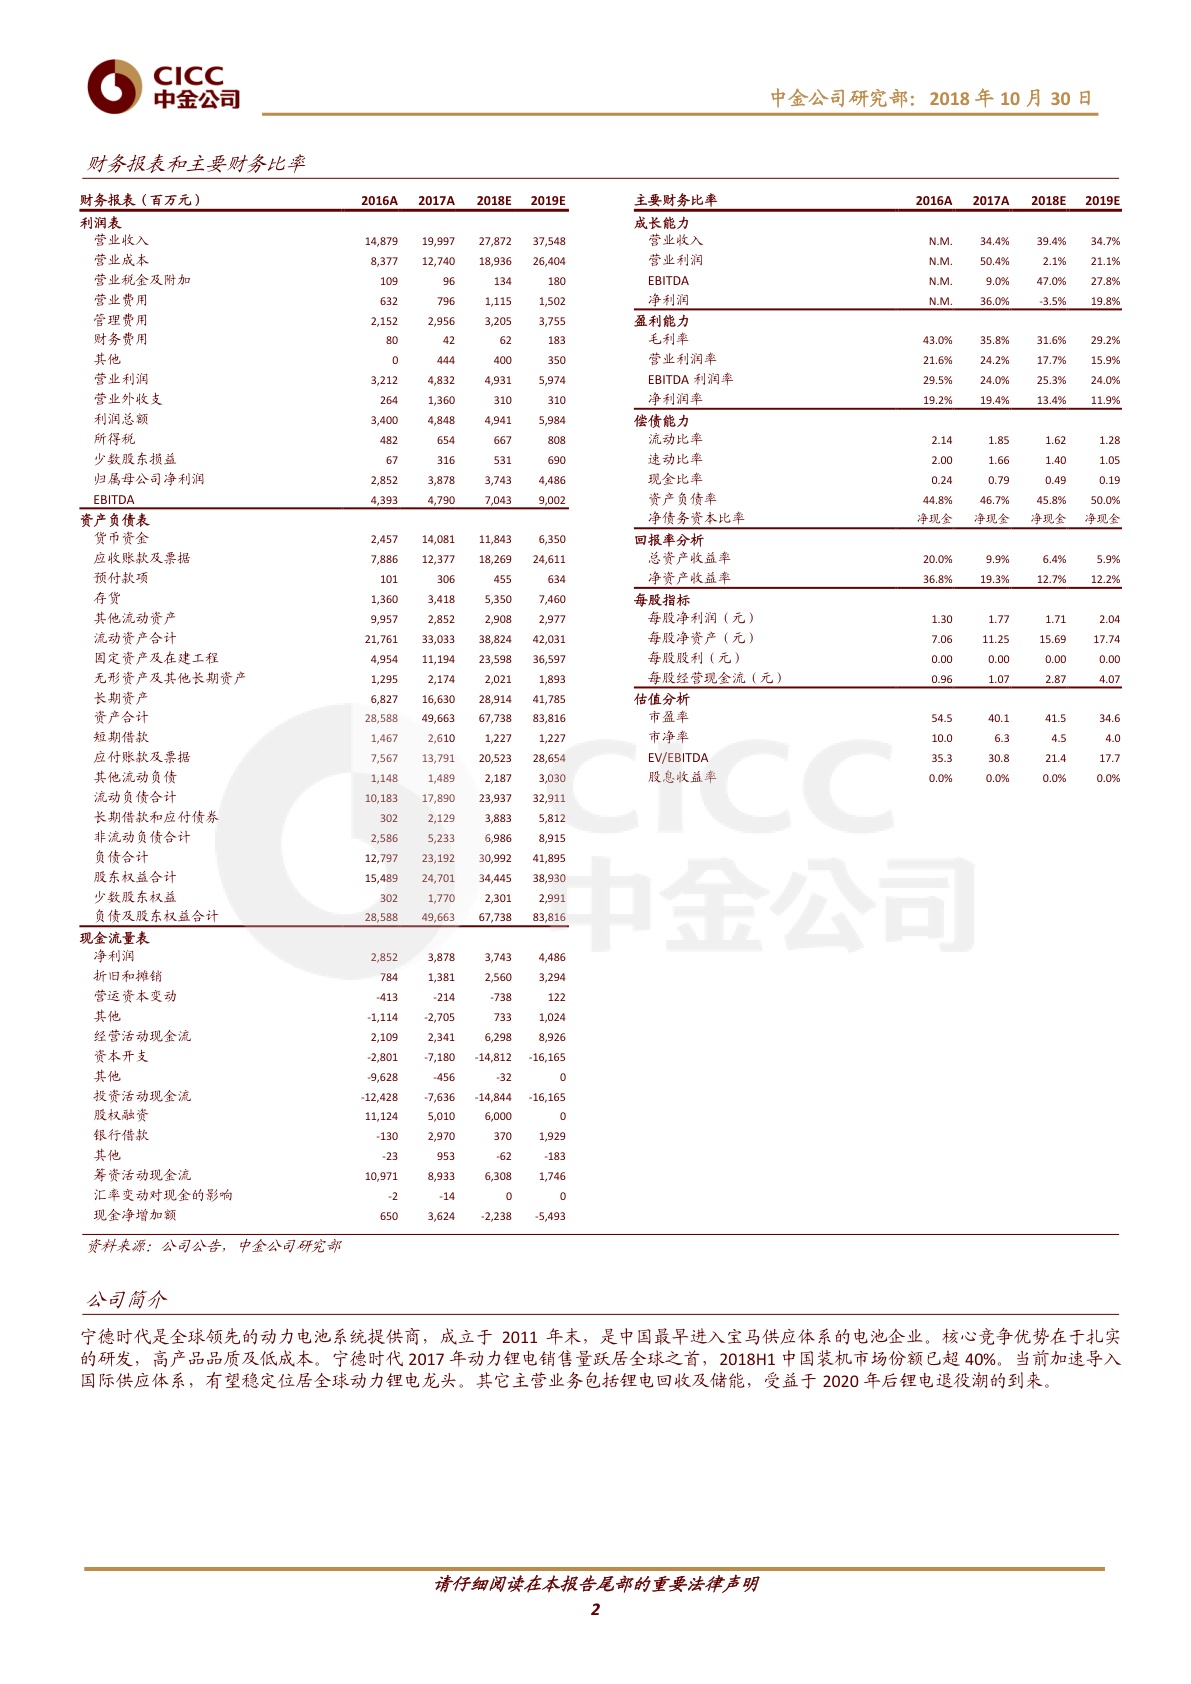 CICC
中金公司
中金公司研究部：2018 年 10 月 30 日
财务报表和主要财务比率
财务报表（百万元） 2016A 2017A 2018E 2019E
利润表
营业收入 14,879 19,997 27,872 37,548
营业成本 8,377 12,740 18,936 26,404
营业税金及附加 109 96 134 180
营业费用 632 796 1,115 1,502
管理费用 2,152 2,956 3,205 3,755
财务费用 80 42 62 183
其他 0 444 400 350
营业利润 3,212 4,832 4,931 5,974
营业外收支 264 1,360 310 310
利润总额 3,400 4,848 4,941 5,984
所得税 482 654 667 808
少数股东损益 67 316 531 690
归属母公司净利润 2,852 3,878 3,743 4,486
EBITDA 4,393 4,790 7,043 9,002
资产负债表
货币资金 2,457 14,081 11,843 6,350
应收账款及票据 7,886 12,377 18,269 24,611
预付款项 101 306 455 634
存货 1,360 3,418 5,350 7,460
其他流动资产 9,957 2,852 2,908 2,977
流动资产合计 21,761 33,033 38,824 42,031
固定资产及在建工程 4,954 11,194 23,598 36,597
无形资产及其他长期资产 1,295 2,174 2,021 1,893
长期资产 6,827 16,630 28,914 41,785
资产合计 28,588 49,663 67,738 83,816
短期借款 1,467 2,610 1,227 1,227
应付账款及票据 7,567 13,791 20,523 28,654
其他流动负债 1,148 1,489 2,187 3,030
流动负债合计 10,183 17,890 23,937 32,911
长期借款和应付债券 302 2,129 3,883 5,812
非流动负债合计 2,586 5,233 6,986 8,915
负债合计 12,797 23,192 30,992 41,895
股东权益合计 15,489 24,701 34,445 38,930
少数股东权益 302 1,770 2,301 2,991
负债及股东权益合计 28,588 49,663 67,738 83,816
现金流量表
净利润 2,852 3,878 3,743 4,486
折旧和摊销 784 1,381 2,560 3,294
营运资本变动 -413 -214 -738 122
其他 -1,114 -2,705 733 1,024
经营活动现金流 2,109 2,341 6,298 8,926
资本开支 -2,801 -7,180 -14,812 -16,165
其他 -9,628 -456 -32 0
投资活动现金流 -12,428 -7,636 -14,844 -16,165
股权融资 11,124 5,010 6,000 0
银行借款 -130 2,970 370 1,929
其他 -23 953 -62 -183
筹资活动现金流 10,971 8,933 6,308 1,746
汇率变动对现金的影响 -2 -14 0 0
现金净增加额 650 3,624 -2,238 -5,493
主要财务比率 2016A 2017A 2018E 2019E
成长能力
营业收入 N.M. 34.4% 39.4% 34.7%
营业利润 N.M. 50.4% 2.1% 21.1%
EBITDA N.M. 9.0% 47.0% 27.8%
净利润 N.M. 36.0% -3.5% 19.8%
盈利能力
毛利率 43.0% 35.8% 31.6% 29.2%
营业利润率 21.6% 24.2% 17.7% 15.9%
EBITDA 利润率 29.5% 24.0% 25.3% 24.0%
净利润率 19.2% 19.4% 13.4% 11.9%
偿债能力
流动比率 2.14 1.85 1.62 1.28
速动比率 2.00 1.66 1.40 1.05
现金比率 0.24 0.79 0.49 0.19
资产负债率 44.8% 46.7% 45.8% 50.0%
净债务资本比率 净现金 净现金 净现金 净现金
回报率分析
总资产收益率 20.0% 9.9% 6.4% 5.9%
净资产收益率 36.8% 19.3% 12.7% 12.2%
每股指标
每股净利润（元） 1.30 1.77 1.71 2.04
每股净资产（元） 7.06 11.25 15.69 17.74
每股股利（元） 0.00 0.00 0.00 0.00
每股经营现金流（元） 0.96 1.07 2.87 4.07
估值分析
市盈率 54.5 40.1 41.5 34.6
市净率 10.0 6.3 4.5 4.0
EV/EBITDA 35.3 30.8 21.4 17.7
股息收益率 0.0% 0.0% 0.0% 0.0%
CICC
中金公司
资料来源：公司公告，中金公司研究部
公司简介
宁德时代是全球领先的动力电池系统提供商，成立于 2011 年末，是中国最早进入宝马供应体系的电池企业。核心竞争优势在于扎实
的研发，高产品品质及低成本。宁德时代 2017 年动力锂电销售量跃居全球之首，2018H1 中国装机市场份额已超 40%。当前加速导入
国际供应体系，有望稳定位居全球动力锂电龙头。其它主营业务包括锂电回收及储能，受益于 2020 年后锂电退役潮的到来。
请仔细阅读在本报告尾部的重要法律声明
2